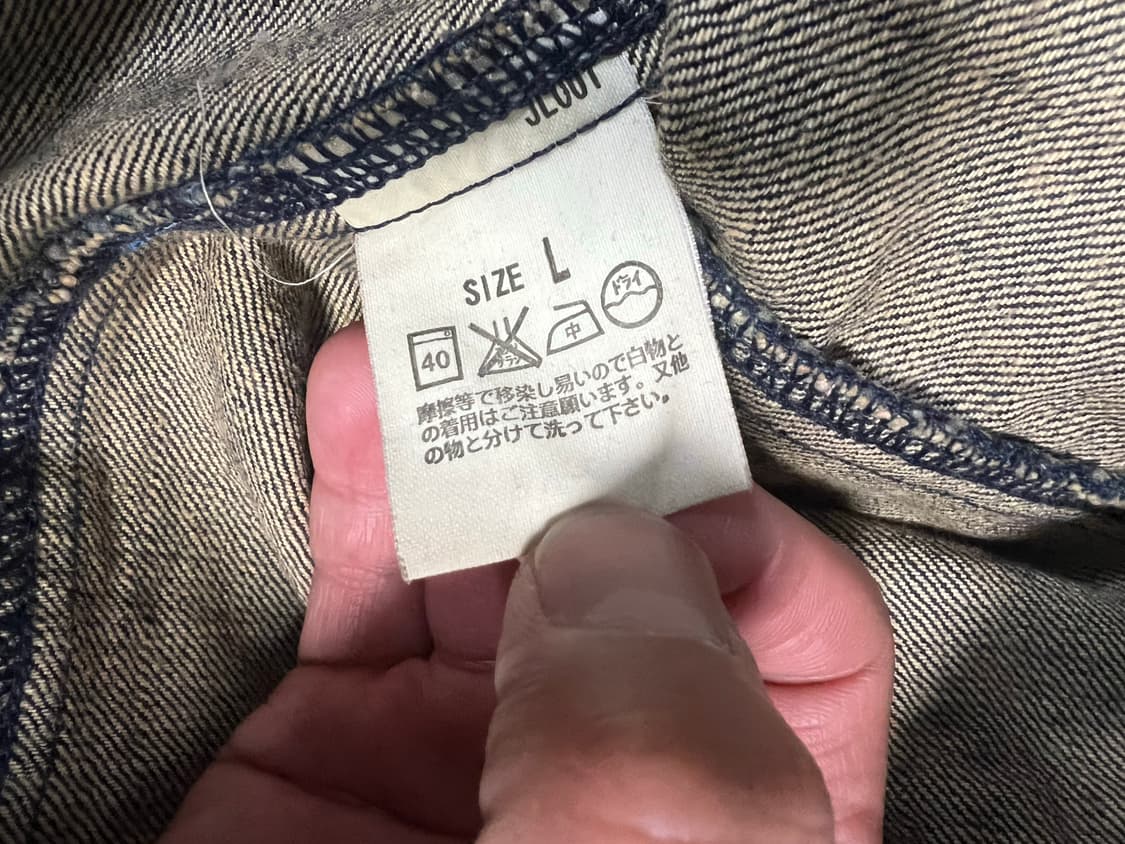 SIZE L
40 中 ドライ
摩擦等で移染し易いので白物と
の着用はご注意願います。又他
の物と分けて洗って下さい。